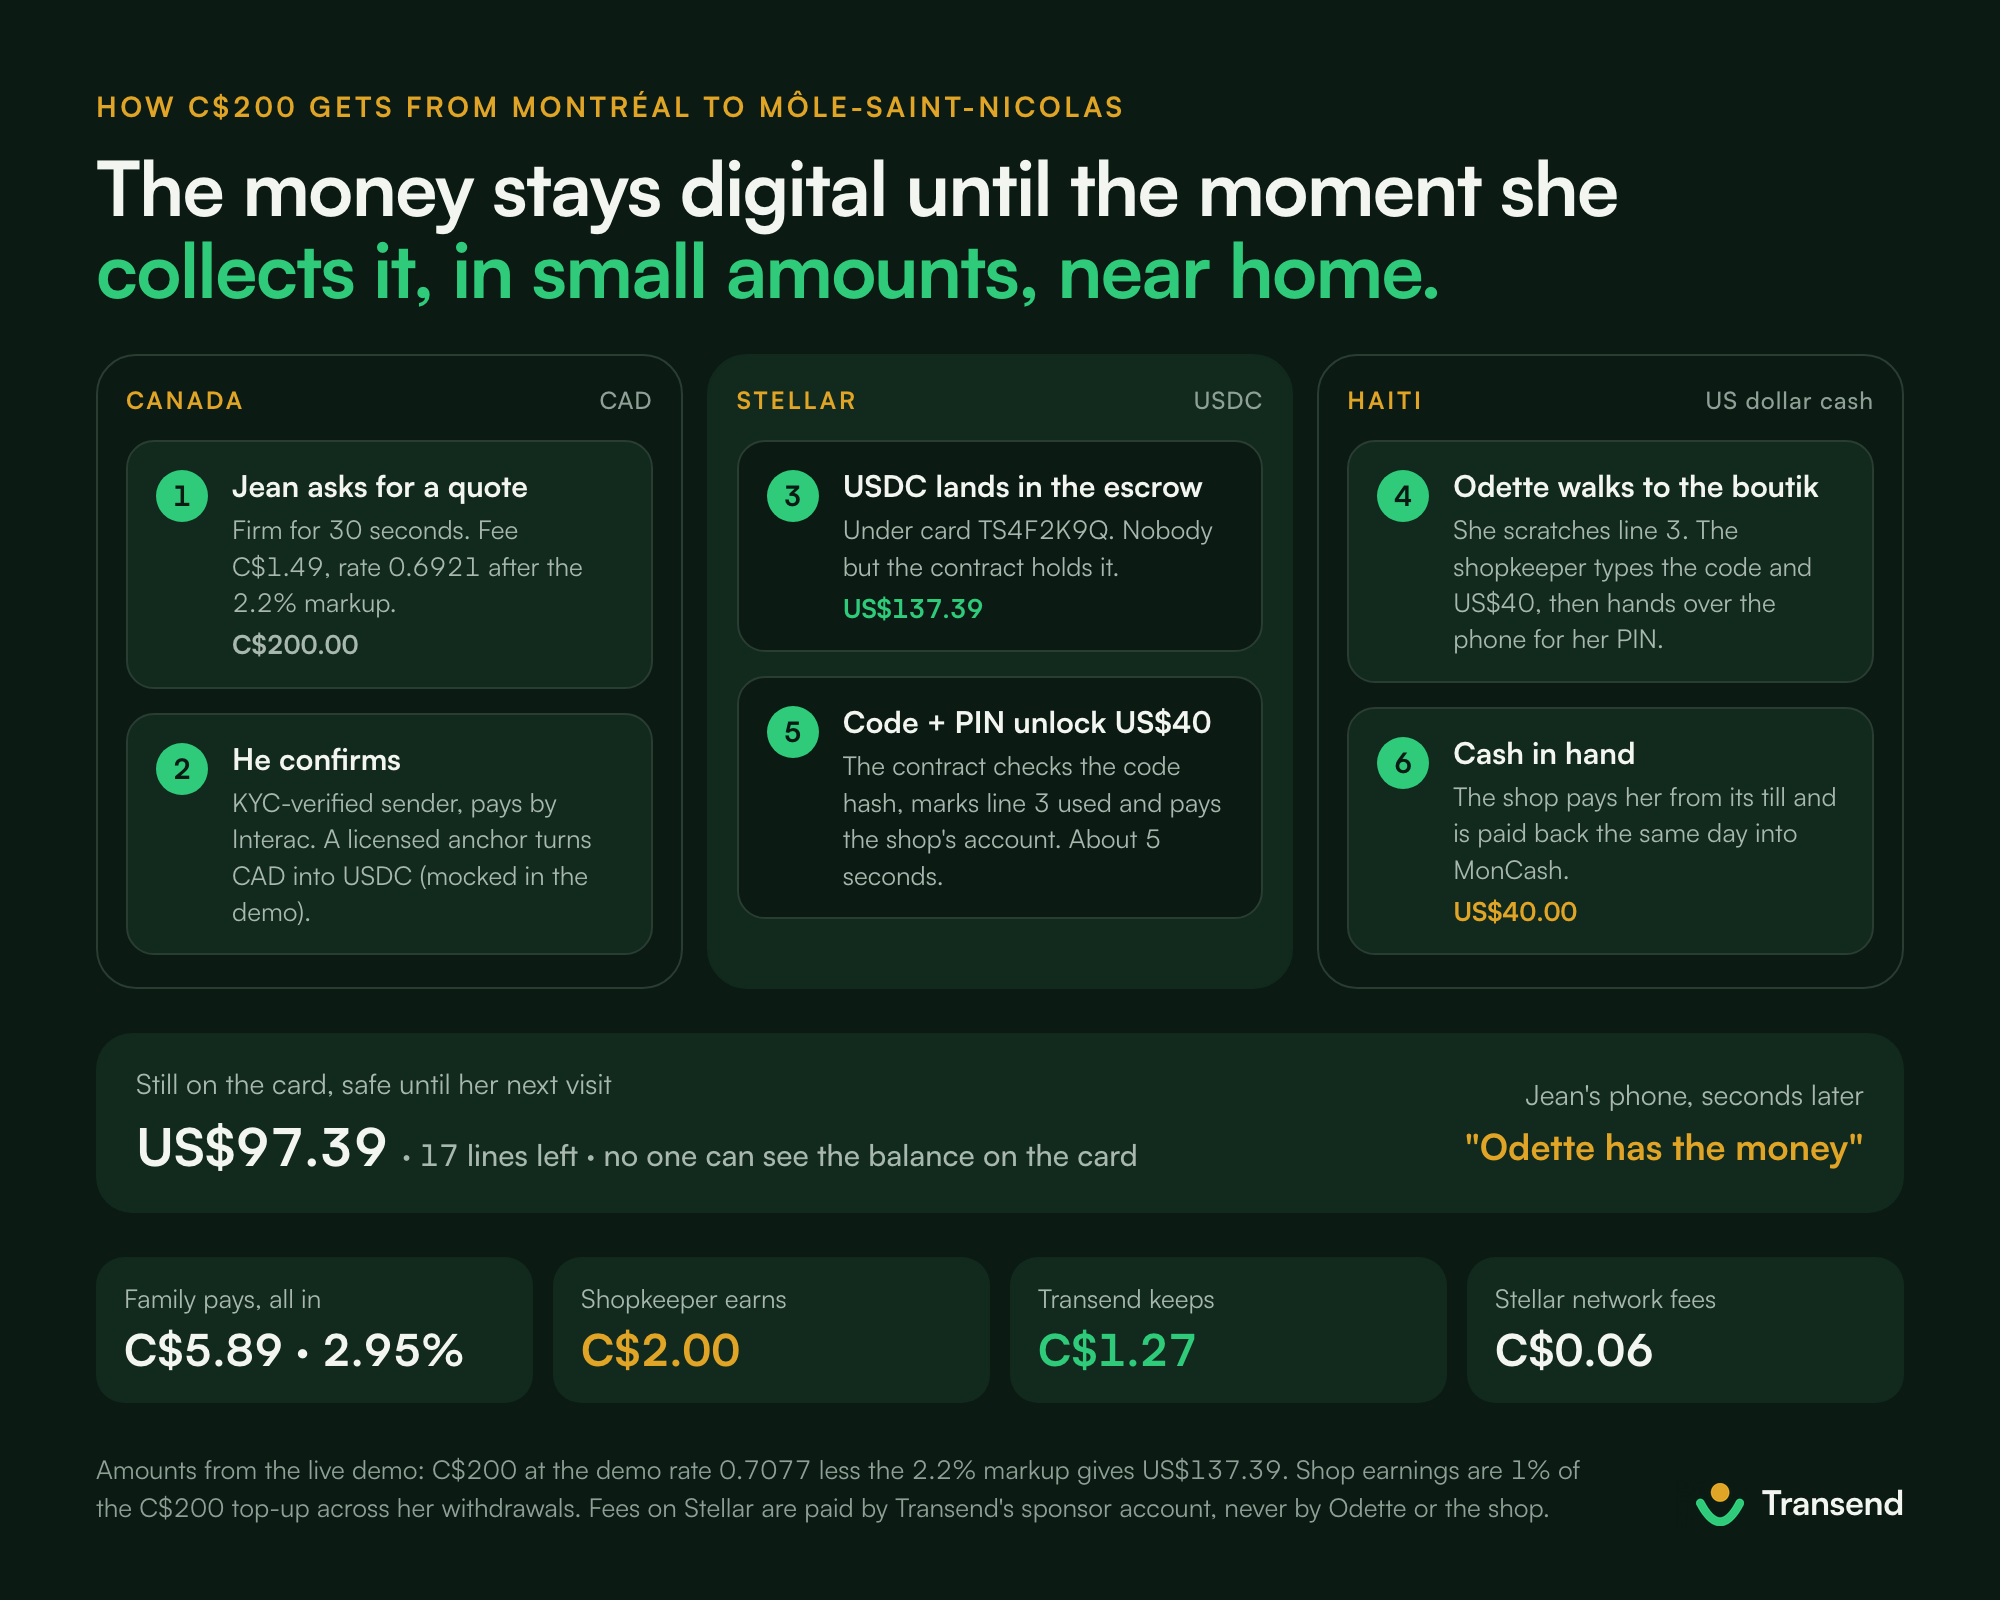 HOW C$200 GETS FROM MONTRÉAL TO MÔLE-SAINT-NICOLAS
The money stays digital until the moment she
collects it, in small amounts, near home.
CANADA CAD
1 Jean asks for a quote
Firm for 30 seconds. Fee
C$1.49, rate 0.6921 after the
2.2% markup.
C$200.00
2 He confirms
KYC-verified sender, pays by
Interac. A licensed anchor turns
CAD into USDC (mocked in the
demo).
STELLAR USDC
3 USDC lands in the escrow
Under card TS4F2K9Q. Nobody
but the contract holds it.
US$137.39
5 Code + PIN unlock US$40
The contract checks the code
hash, marks line 3 used and pays
the shop's account. About 5
seconds.
HAITI US dollar cash
4 Odette walks to the boutik
She scratches line 3. The
shopkeeper types the code and
US$40, then hands over the
phone for her PIN.
6 Cash in hand
The shop pays her from its till and
is paid back the same day into
MonCash.
US$40.00
Still on the card, safe until her next visit
US$97.39 · 17 lines left · no one can see the balance on the card
Jean's phone, seconds later
"Odette has the money"
Family pays, all in
C$5.89 · 2.95%
Shopkeeper earns
C$2.00
Transend keeps
C$1.27
Stellar network fees
C$0.06
Amounts from the live demo: C$200 at the demo rate 0.7077 less the 2.2% markup gives US$137.39. Shop earnings are 1% of
the C$200 top-up across her withdrawals. Fees on Stellar are paid by Transend's sponsor account, never by Odette or the shop.
Transend